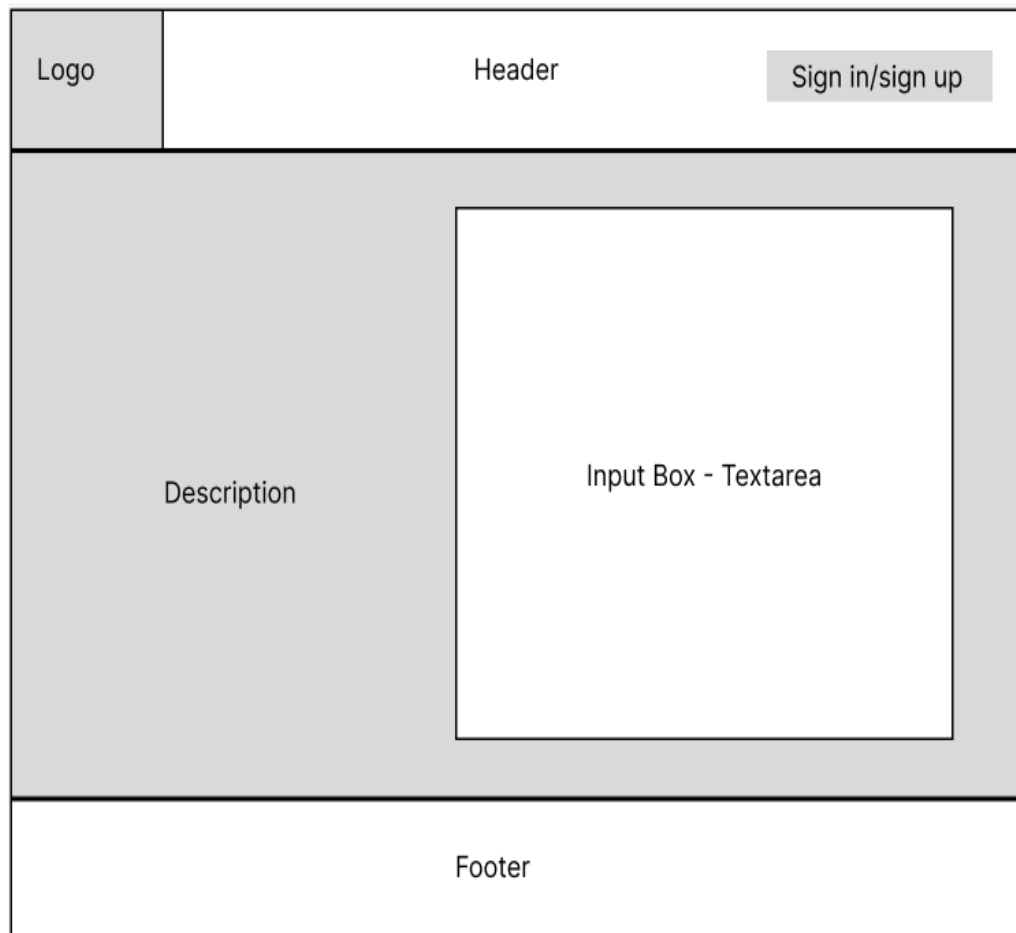 Logo
Header
Sign in/sign up
Description
Input Box - Textarea
Footer